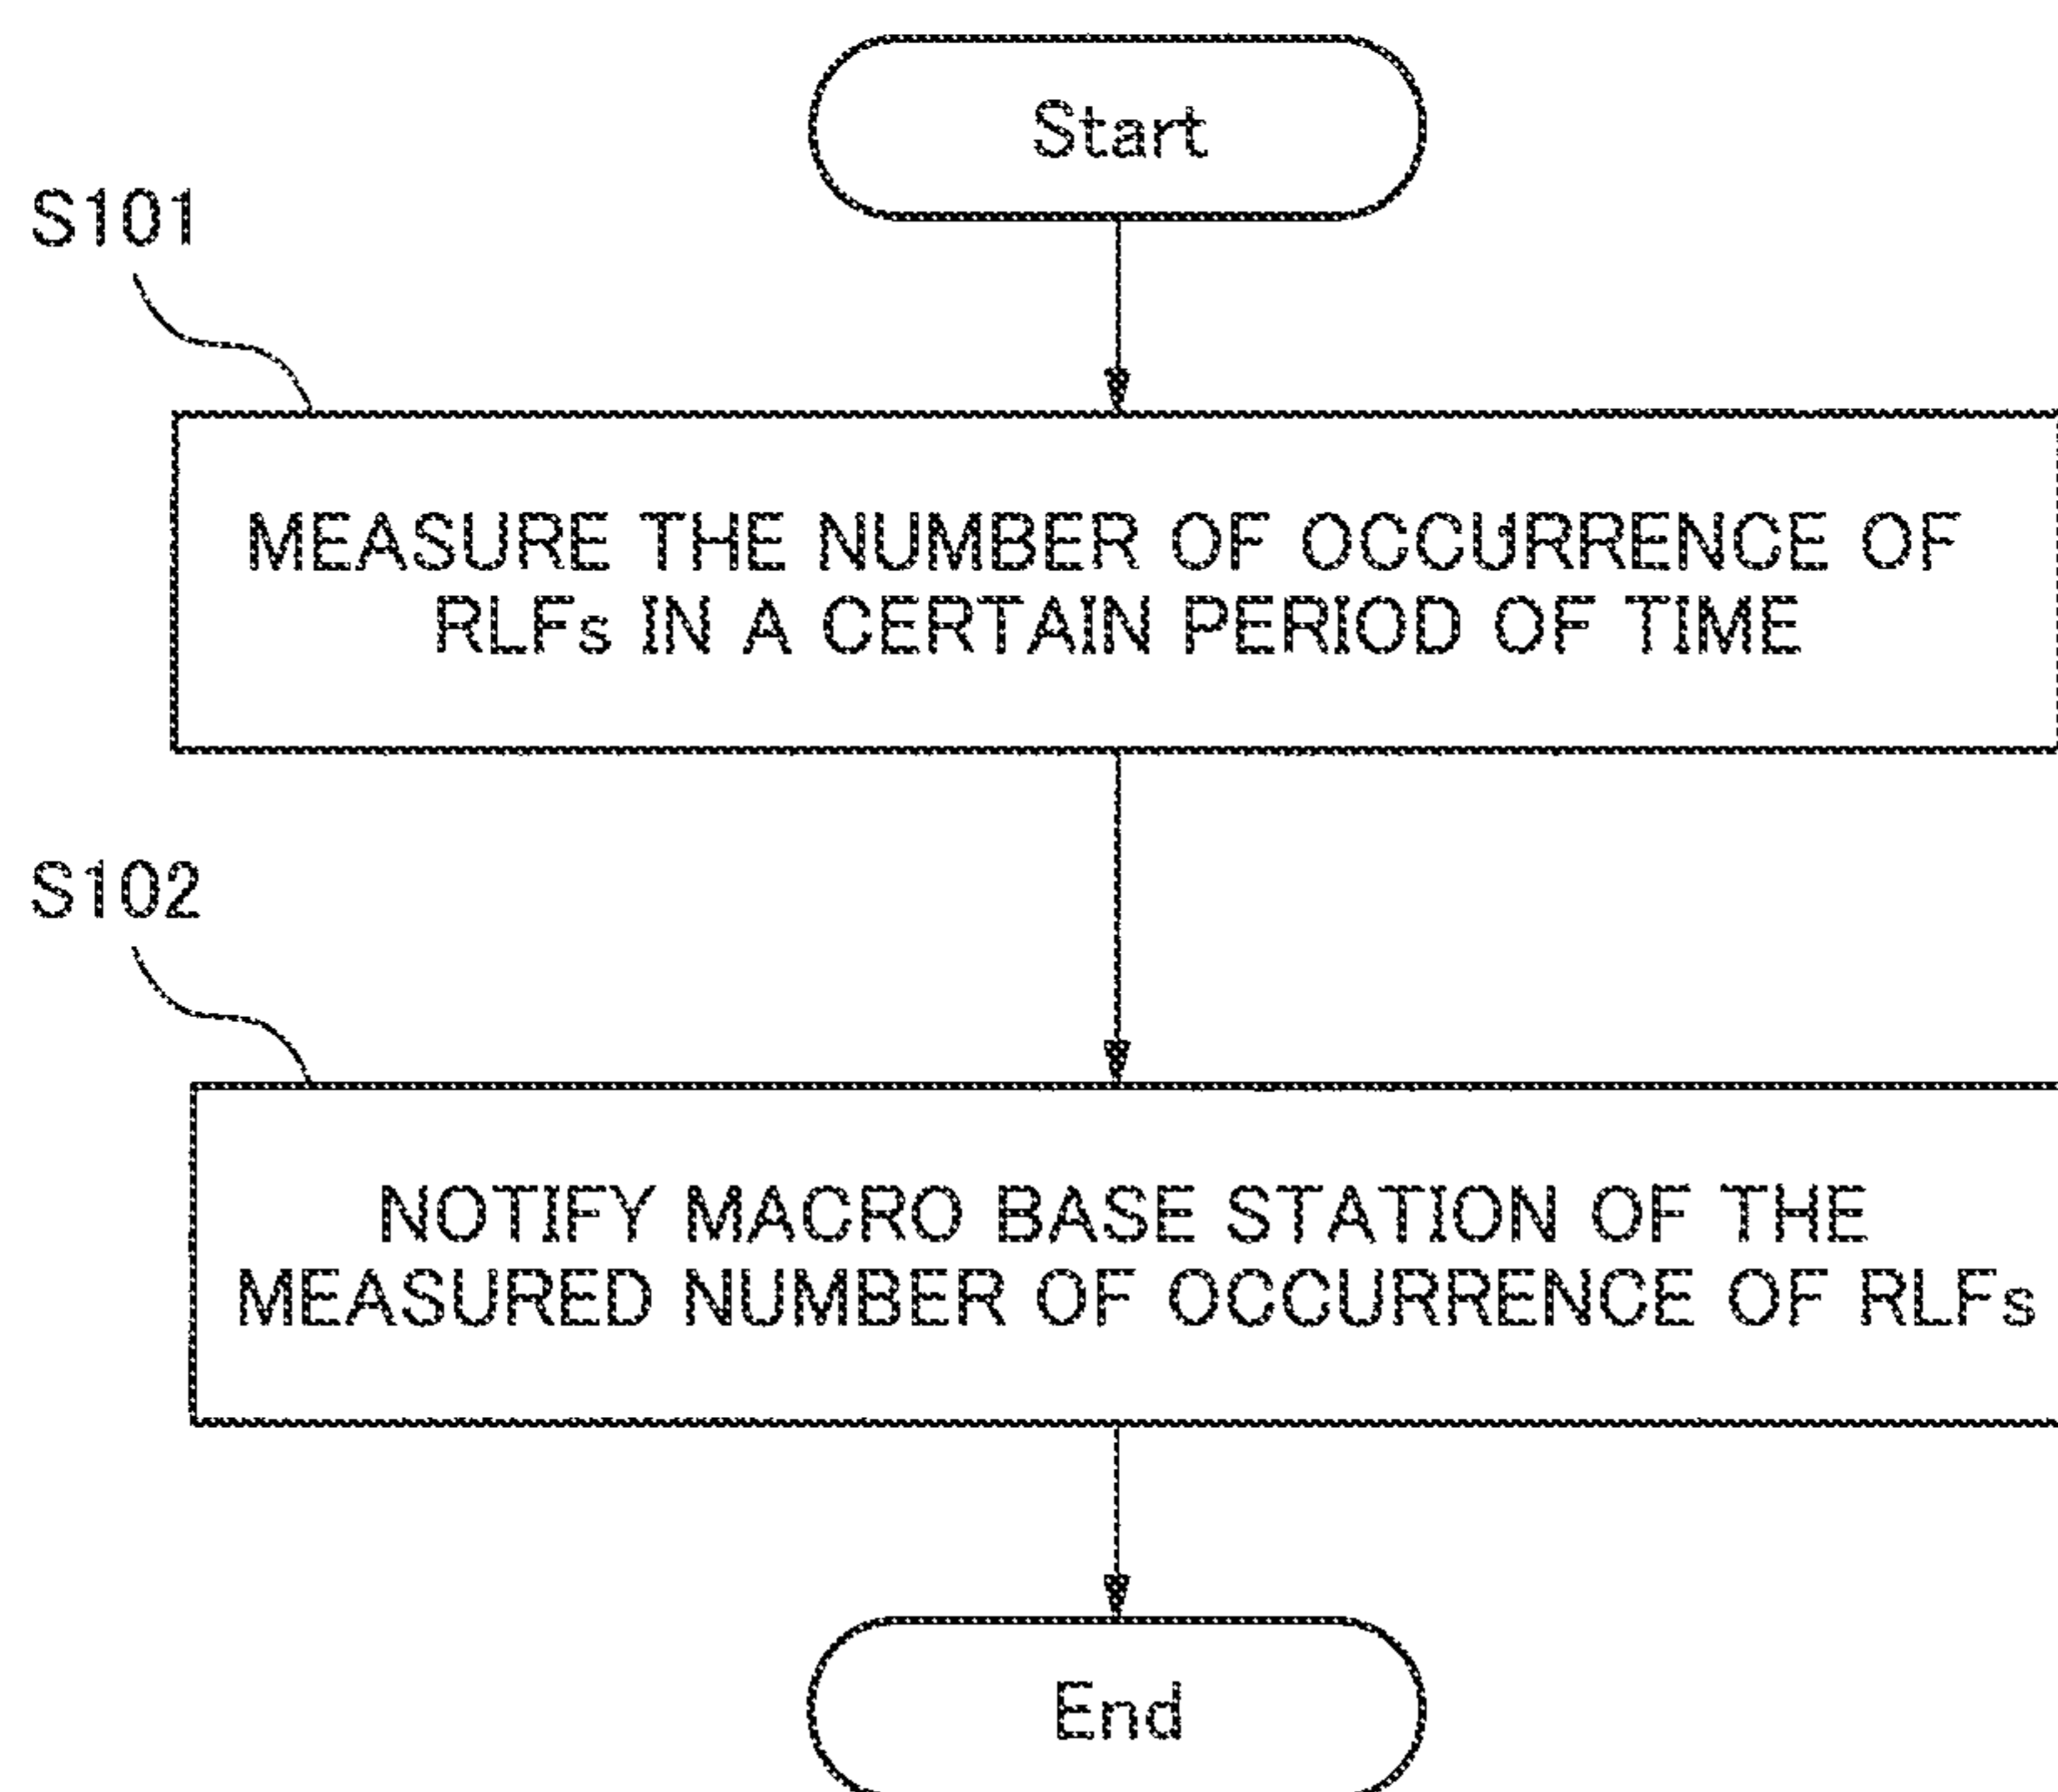 Start
S101
MEASURE THE NUMBER OF OCCURRENCE OF
RLFs IN A CERTAIN PERIOD OF TIME
S102
NOTIFY MACRO BASE STATION OF THE
MEASURED NUMBER OF OCCURRENCE OF RLFs
End